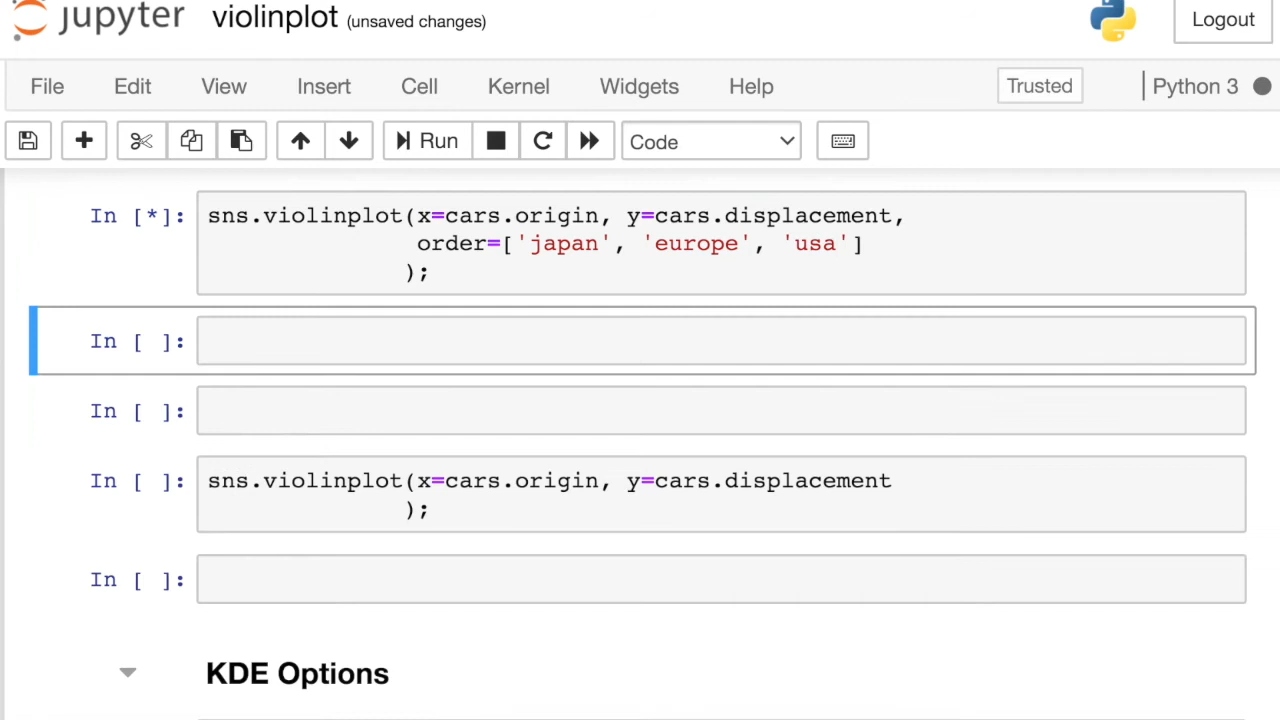 jupyter violinplot (unsaved changes) Logout
File Edit View Insert Cell Kernel Widgets Help Trusted Python 3
Run Code
In [*]: sns.violinplot(x=cars.origin, y=cars.displacement,
order=['japan', 'europe', 'usa']
);
In [ ]:
In [ ]:
In [ ]: sns.violinplot(x=cars.origin, y=cars.displacement
);
In [ ]:
KDE Options